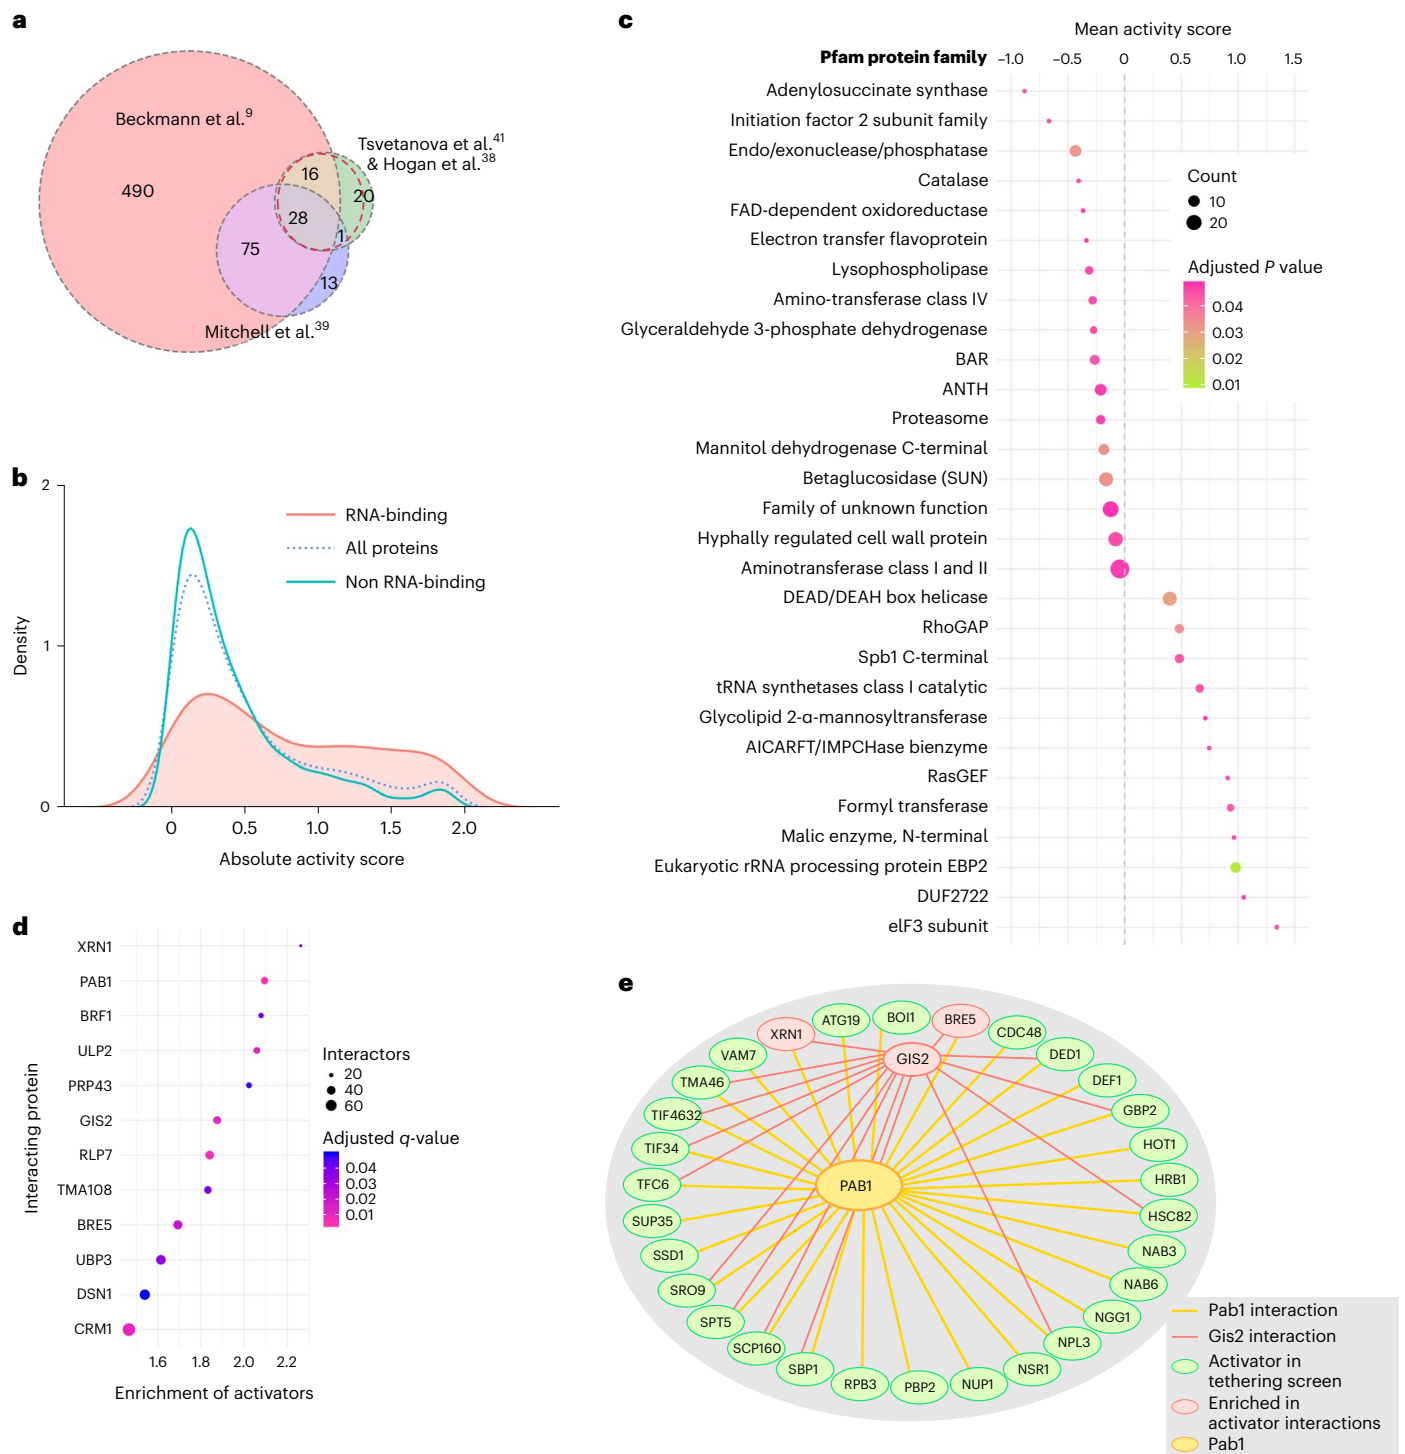 a
Beckmann et al.9
Tsvetanova et al.41
& Hogan et al.38
490
16
20
28
1
75
13
Mitchell et al.39
b
2
1
0
Density
RNA-binding
All proteins
Non RNA-binding
0
0.5
1.0
1.5
2.0
Absolute activity score
c
Mean activity score
Pfam protein family
–1.0
–0.5
0
0.5
1.0
1.5
Adenylosuccinate synthase
Initiation factor 2 subunit family
Endo/exonuclease/phosphatase
Catalase
FAD-dependent oxidoreductase
Electron transfer flavoprotein
Lysophospholipase
Amino-transferase class IV
Glyceraldehyde 3-phosphate dehydrogenase
BAR
ANTH
Proteasome
Mannitol dehydrogenase C-terminal
Betaglucosidase (SUN)
Family of unknown function
Hyphally regulated cell wall protein
Aminotransferase class I and II
DEAD/DEAH box helicase
RhoGAP
Spb1 C-terminal
tRNA synthetases class I catalytic
Glycolipid 2-α-mannosyltransferase
AICARFT/IMPCHase bienzyme
RasGEF
Formyl transferase
Malic enzyme, N-terminal
Eukaryotic rRNA processing protein EBP2
DUF2722
eIF3 subunit
Count
10
20
Adjusted P value
0.04
0.03
0.02
0.01
d
Interacting protein
XRN1
PAB1
BRF1
ULP2
PRP43
GIS2
RLP7
TMA108
BRE5
UBP3
DSN1
CRM1
1.6
1.8
2.0
2.2
Enrichment of activators
Interactors
20
40
60
Adjusted q-value
0.04
0.03
0.02
0.01
e
XRN1
ATG19
BOI1
BRE5
CDC48
VAM7
GIS2
DED1
TMA46
DEF1
TIF4632
GBP2
TIF34
HOT1
TFC6
PAB1
HRB1
SUP35
HSC82
SSD1
NAB3
SRO9
NAB6
SPT5
NGG1
SCP160
NPL3
SBP1
NSR1
RPB3
PBP2
NUP1
Pab1 interaction
Gis2 interaction
Activator in
tethering screen
Enriched in
activator interactions
Pab1